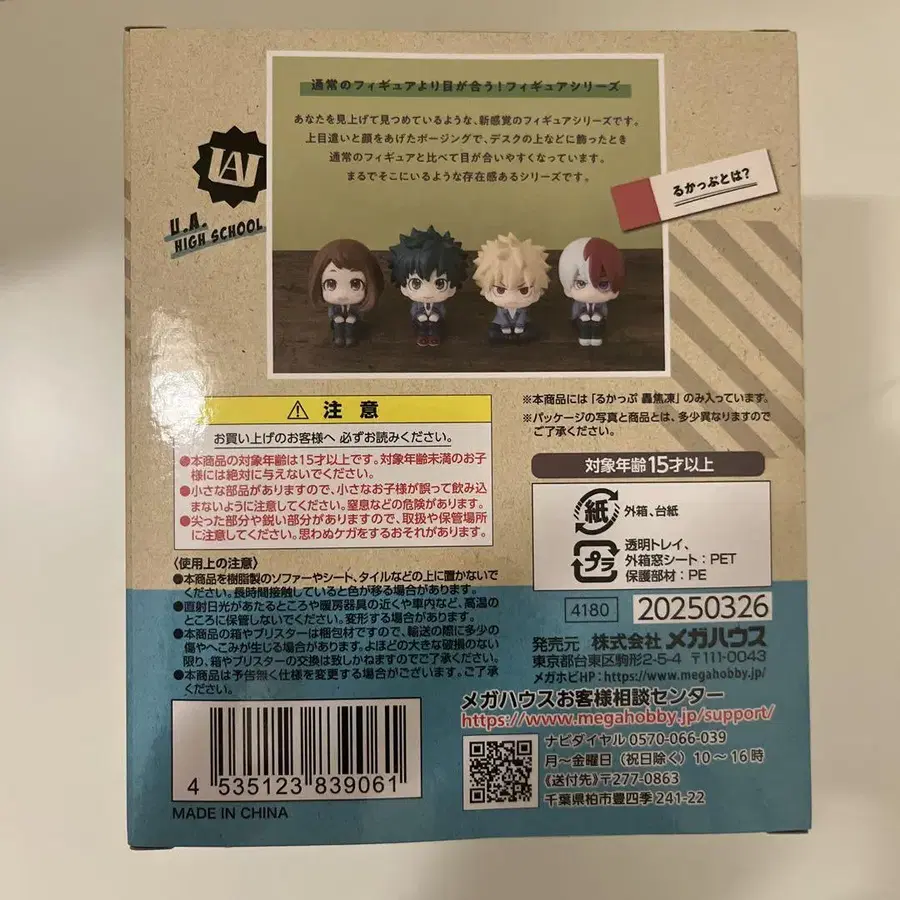 通常のフィギュアより目が合う！フィギュアシリーズ
あなたを見上げて見つめているような、新感覚のフィギュアシリーズです。
上目遣いと顔をあげたポージングで、デスクの上などに飾ったとき
通常のフィギュアと比べて目が合いやすくなっています。
まるでそこにいるような存在感あるシリーズです。
るかっぷとは？
UA
U.A.
HIGH SCHOOL
⚠ 注意
お買い上げのお客様へ 必ずお読みください。
●本商品の対象年齢は15才以上です。対象年齢未満のお子
様には絶対に与えないでください。
●小さな部品がありますので、小さなお子様が誤って飲み込
まないように注意してください。窒息などの危険があります。
●尖った部分や鋭い部分がありますので、取扱や保管場所
に注意してください。思わぬケガをするおそれがあります。
〈使用上の注意〉
●本商品を樹脂製のソファーやシート、タイルなどの上に置かないで
ください。長時間接触していると色が移る場合があります。
●直射日光があたるところや暖房器具の近くや車内など、高温の
ところに保管しないでください。変形する場合があります。
●本商品の箱やブリスターは梱包材ですので、輸送の際に多少の
傷やへこみが生じる場合があります。よほどの大きな破損のない
限り、箱やブリスターの交換は致しかねますのでご了承ください。
●本商品は予告無く仕様を変更する場合がございます。ご了承
ください。
4 535123 839061
MADE IN CHINA
※本商品には「るかっぷ 轟焦凍」のみ入っています。
※パッケージの写真と商品とは、多少異なりますので
ご了承ください。
対象年齢15才以上
紙
外箱、台紙
プラ
透明トレイ、
外箱窓シート：PET
保護部材：PE
4180
20250326
発売元 株式会社 メガハウス
東京都台東区駒形2-5-4 〒111-0043
メガホビHP：https://www.megahobby.jp/
メガハウスお客様相談センター
https://www.megahobby.jp/support/
ナビダイヤル 0570-066-039
月～金曜日（祝日除く）10～16時
《送付先》〒277-0863
千葉県柏市豊四季241-22